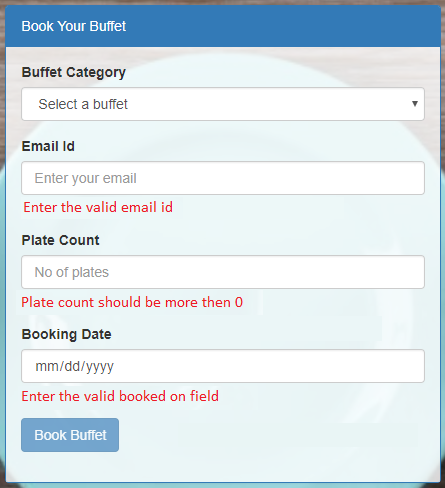 Book Your Buffet
Buffet Category
Select a buffet
Email Id
Enter your email
Enter the valid email id
Plate Count
No of plates
Plate count should be more then 0
Booking Date
mm/dd/yyyy
Enter the valid booked on field
Book Buffet